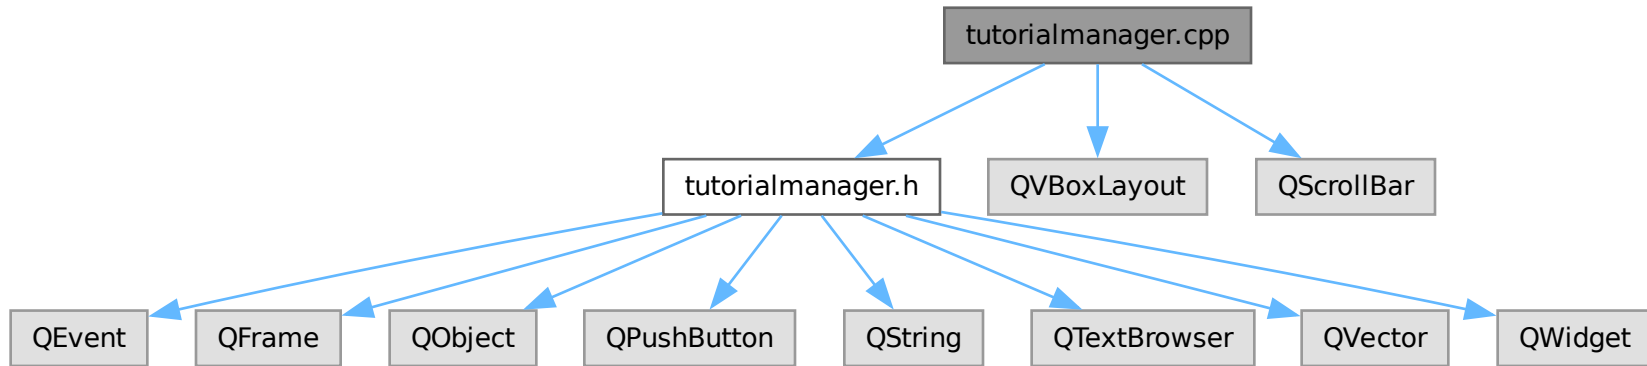 tutorialmanager.cpp
tutorialmanager.h
QVBoxLayout
QScrollBar
QEvent
QFrame
QObject
QPushButton
QString
QTextBrowser
QVector
QWidget